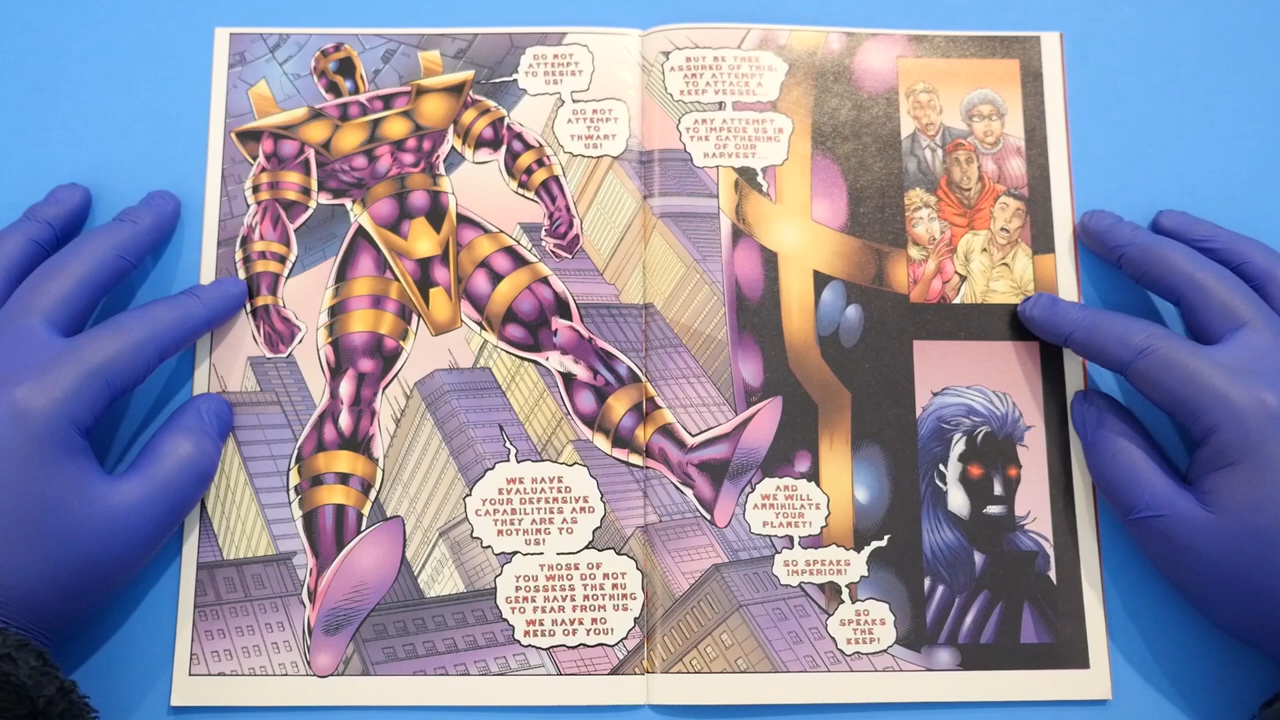 DO NOT
ATTEMPT
TO RESIST
US!
DO NOT
ATTEMPT
TO
THWART
US!
WE HAVE
EVALUATED
YOUR DEFENSIVE
CAPABILITIES AND
THEY ARE AS
NOTHING TO
US!
THOSE OF
YOU WHO DO NOT
POSSESS THE MU
GENE HAVE NOTHING
TO FEAR FROM US.
WE HAVE NO
NEED OF YOU!
BUT BE THEE
ASSURED OF THIS:
ANY ATTEMPT
TO ATTACK A
KEEP VESSEL...
ANY ATTEMPT
TO IMPEDE US IN
THE GATHERING
OF OUR
HARVEST...
AND
WE WILL
ANNIHILATE
YOUR
PLANET!
SO SPEAKS
IMPERION!
SO
SPEAKS
THE
KEEP!